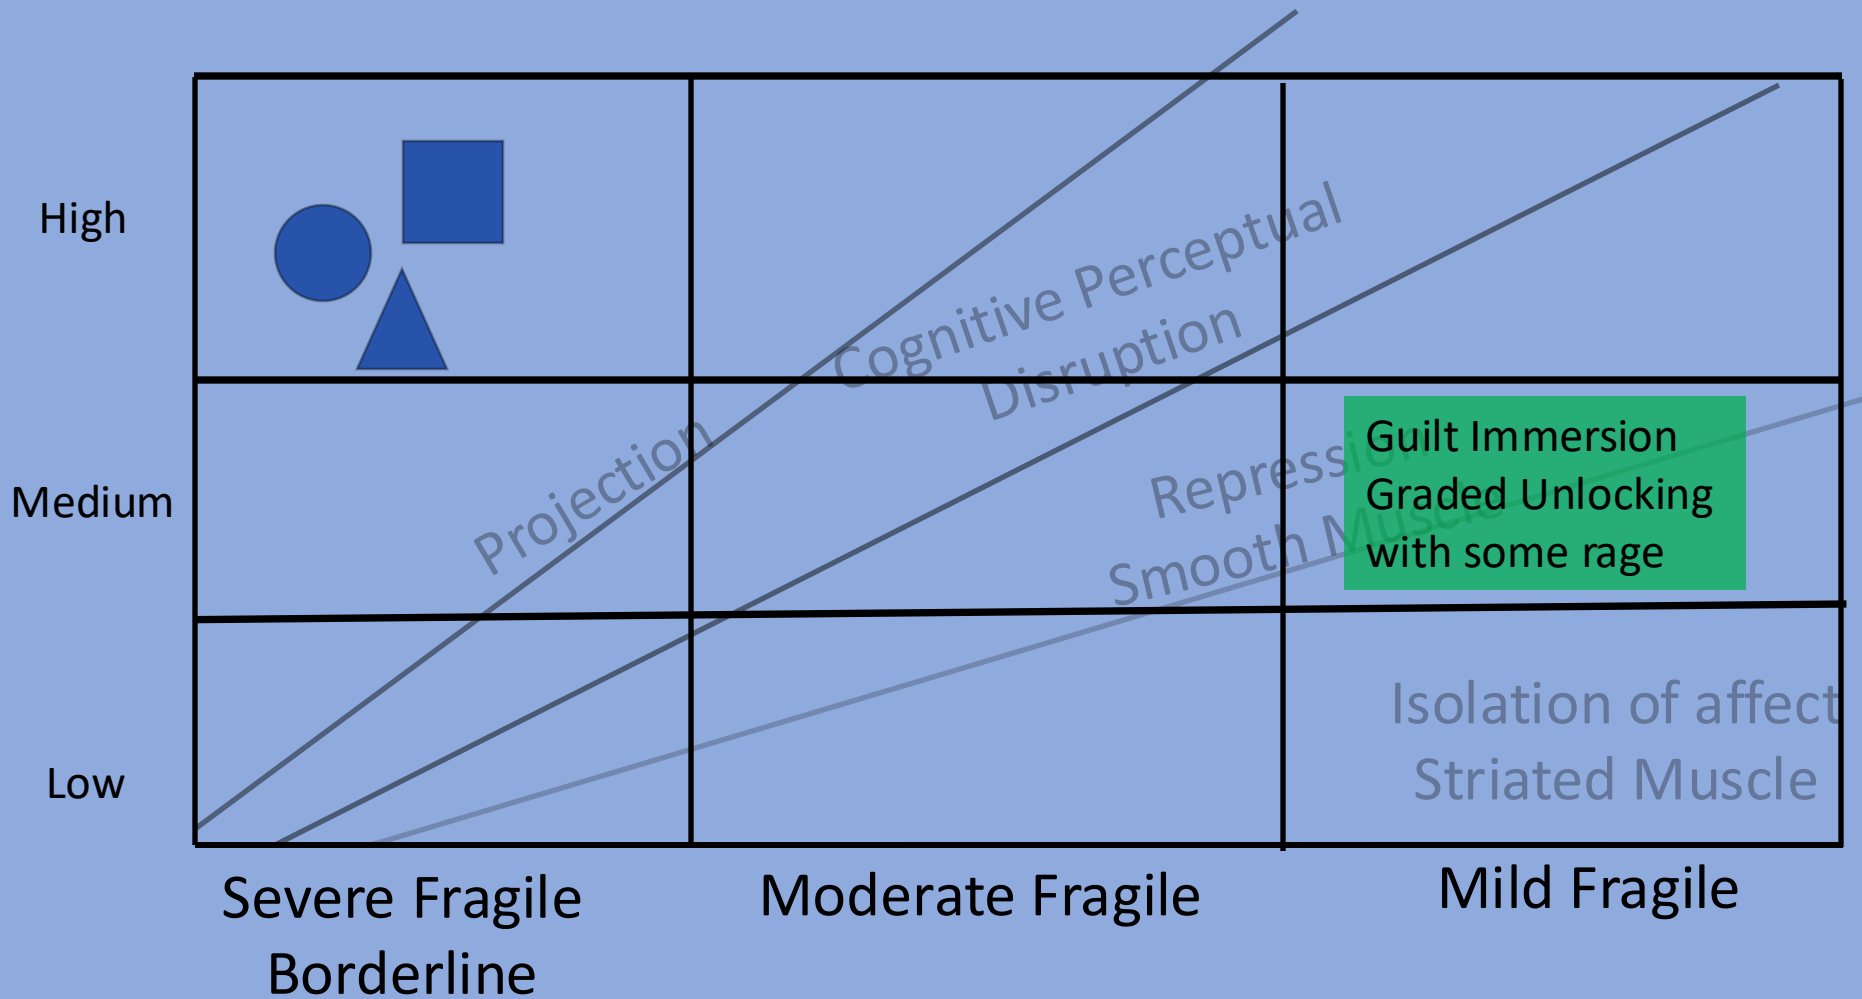 High
Cognitive Perceptual
Disruption
Medium
Projection
Repression
Smooth Muscle
Guilt Immersion
Graded Unlocking
with some rage
Low
Isolation of affect
Striated Muscle
Severe Fragile
Borderline
Moderate Fragile
Mild Fragile